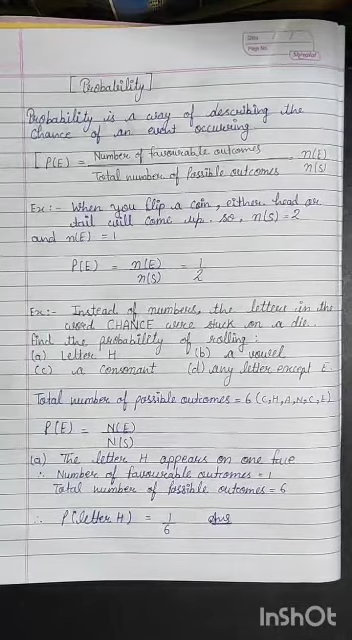 Date
Page No.
[Probability]
Probability is a way of describing the
chance of an event occurring
[P(E) = Number of favourable outcomes / Total number of Possible outcomes = n(E)/n(S)
Ex:- When you flip a coin, either head or
tail will come up. so, n(S) = 2
and n(E) = 1
P(E) = n(E)/n(S) = 1/2
Ex:- Instead of numbers, the letters in the
word CHANCE were stuck on a die.
find the probability of rolling:
(a) Letter H (b) a vowel
(c) a consonant (d) any letter except E.
Total number of possible outcomes = 6 (C,H,A,N,C,E)
P(E) = N(E)/N(S)
(a) The letter H appears on one face
∴ Number of favourable outcomes = 1
Total number of possible outcomes = 6
∴ P(letter H) = 1/6 Ans
InShOt